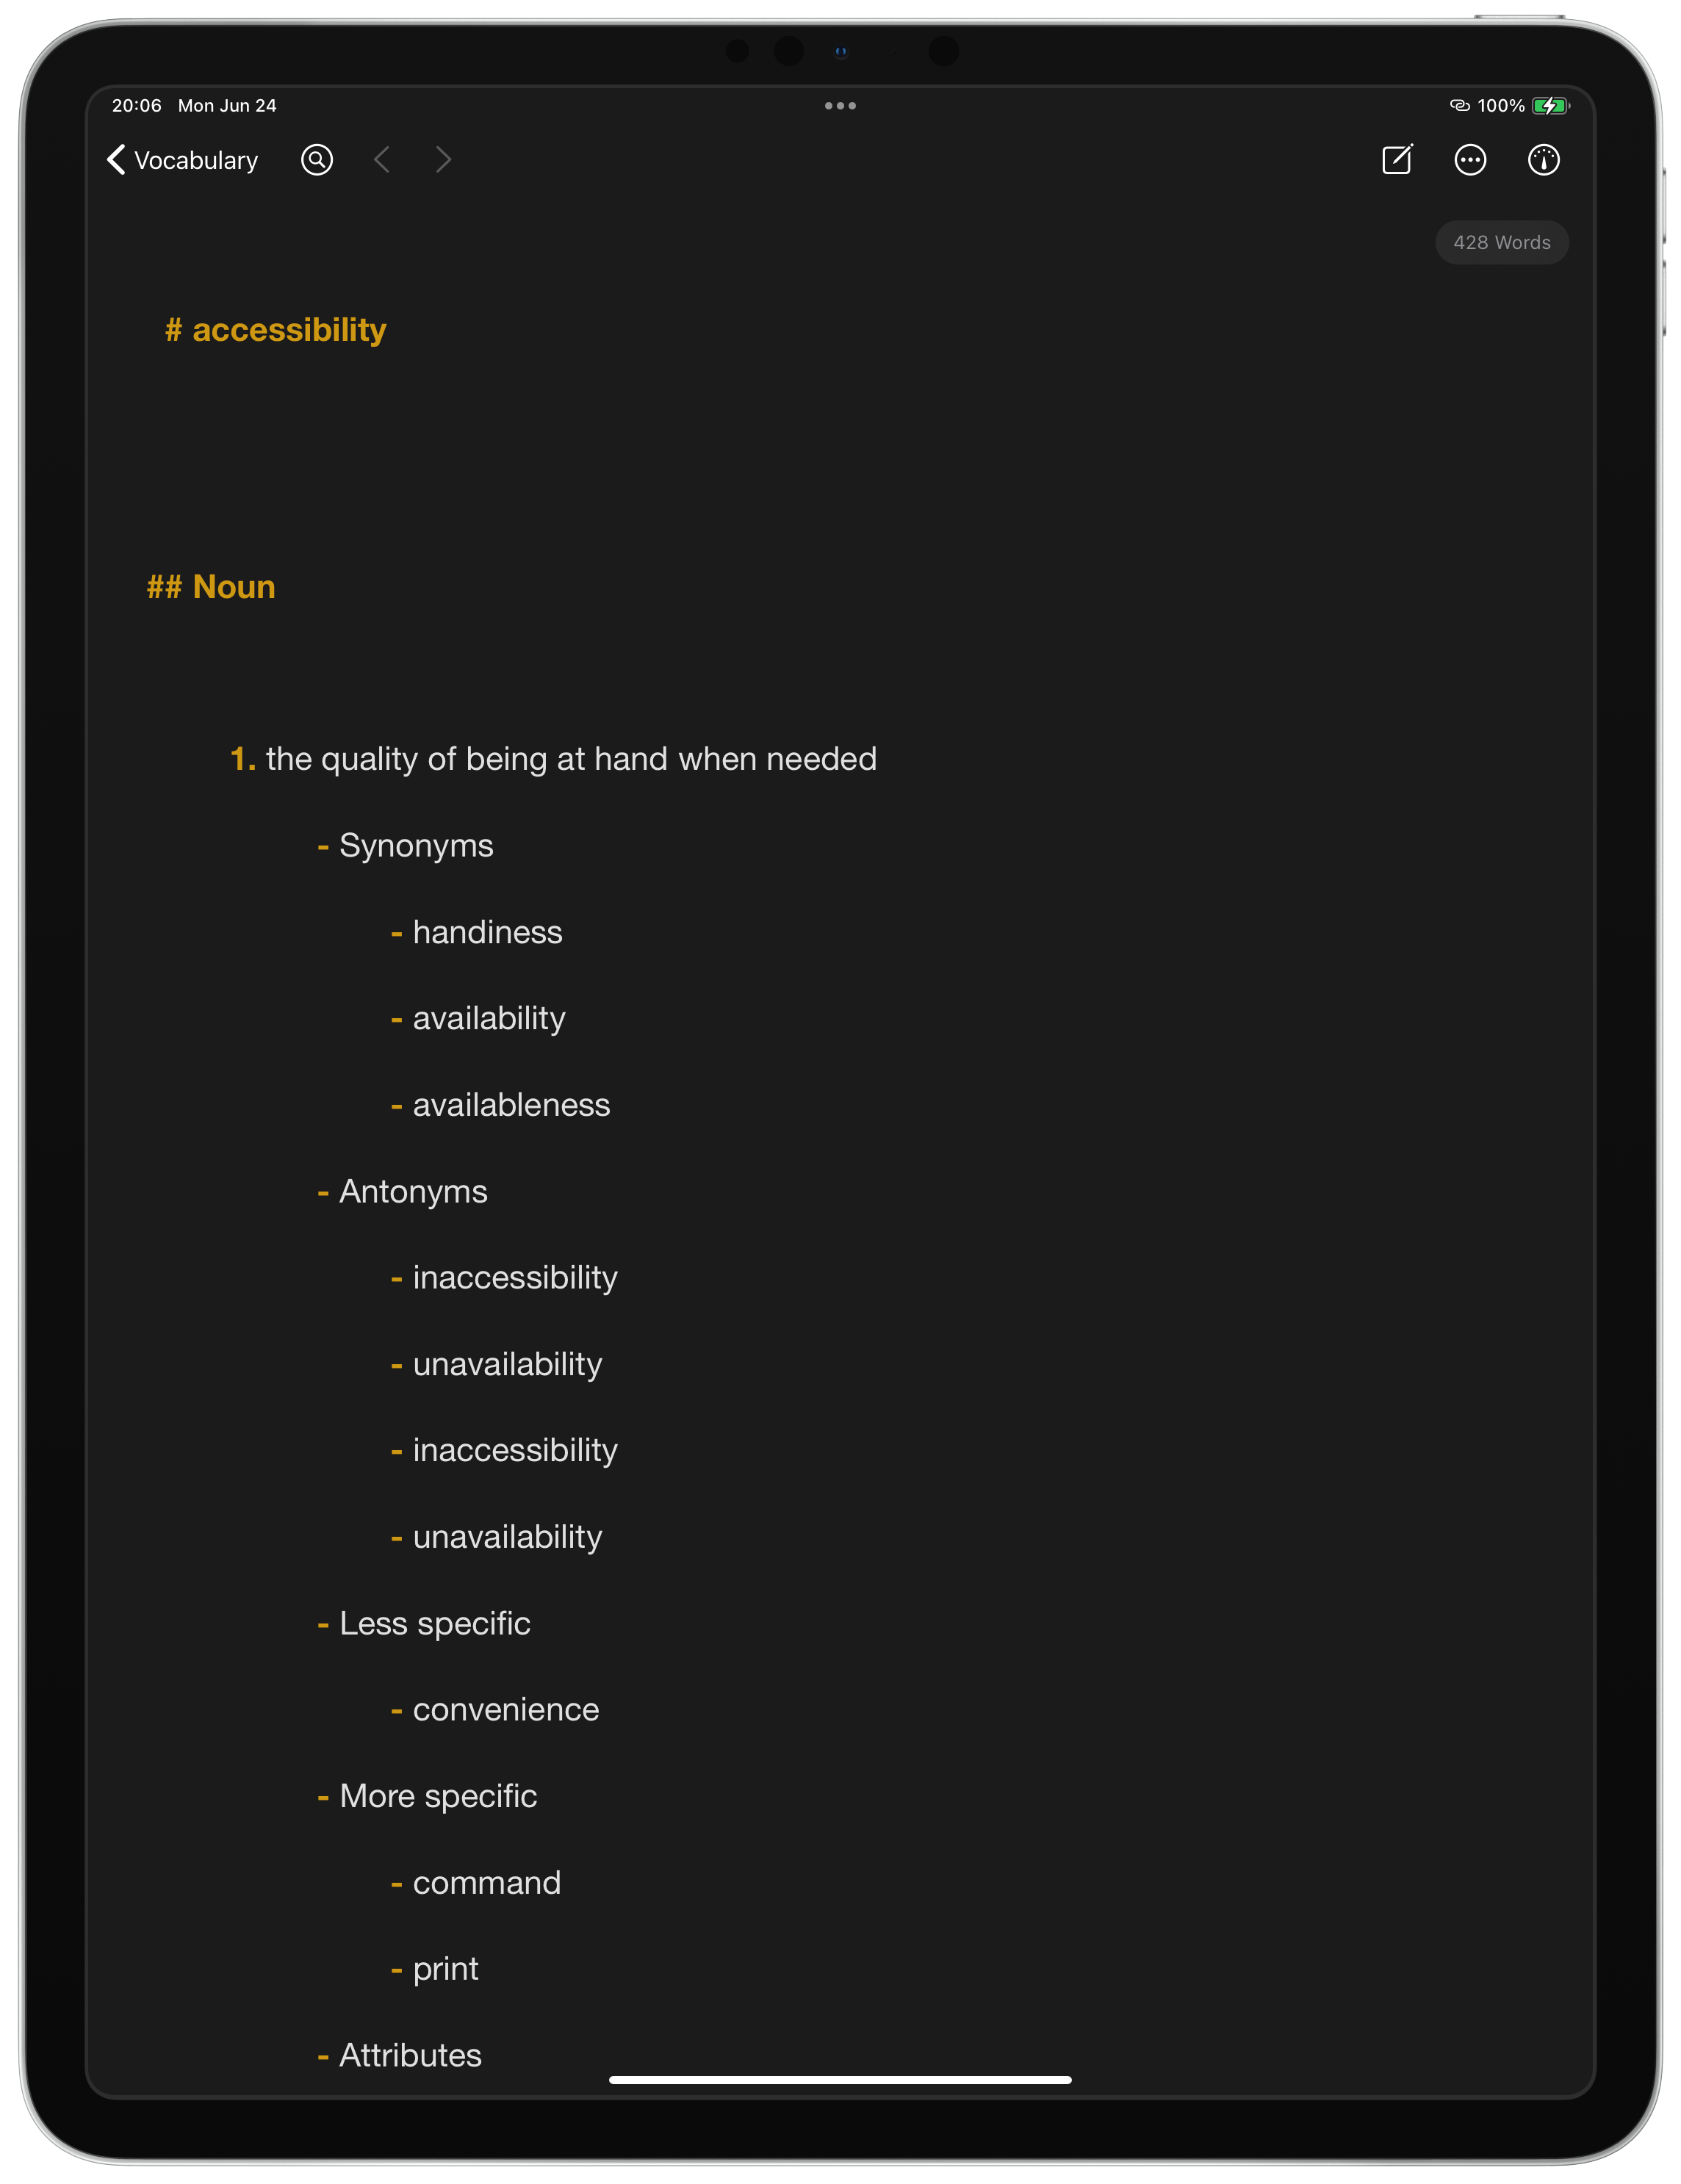 20:06 Mon Jun 24
100%
Vocabulary
428 Words
# accessibility
## Noun
1. the quality of being at hand when needed
- Synonyms
- handiness
- availability
- availableness
- Antonyms
- inaccessibility
- unavailability
- inaccessibility
- unavailability
- Less specific
- convenience
- More specific
- command
- print
- Attributes